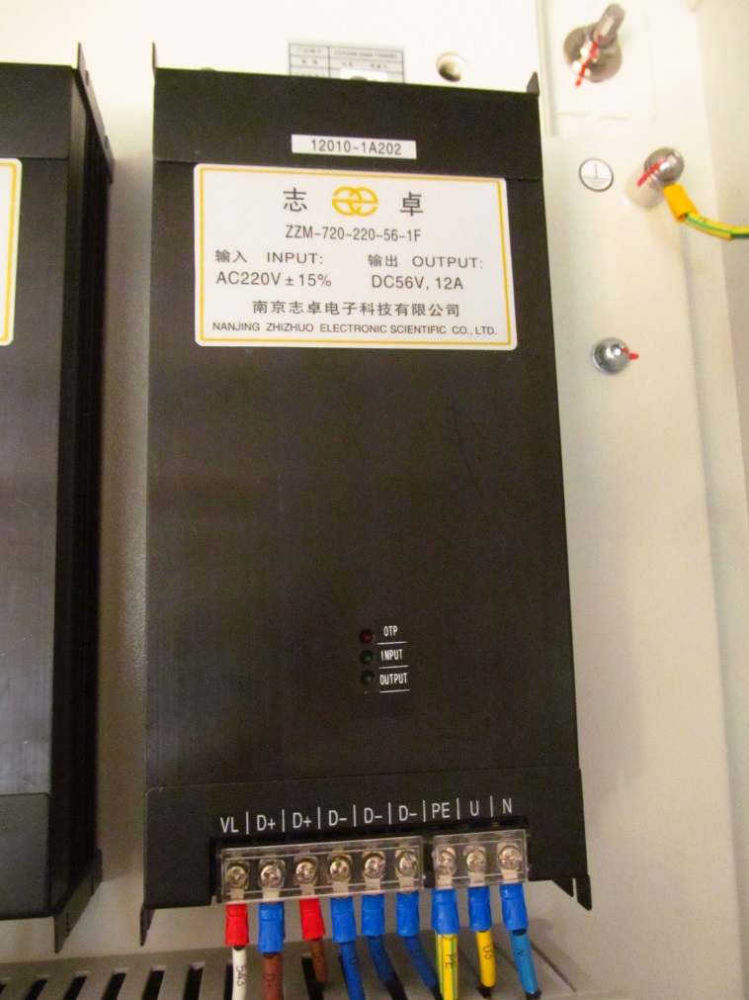 12010-1A202
志 卓
ZZM-720-220-56-1F
输入 INPUT: 输出 OUTPUT:
AC220V±15% DC56V, 12A
南京志卓电子科技有限公司
NANJING ZHIZHUO ELECTRONIC SCIENTIFIC CO., LTD.
OTP
INPUT
OUTPUT
VL | D+ | D+ | D- | D- | D- | PE | U | N
543 D+ PE